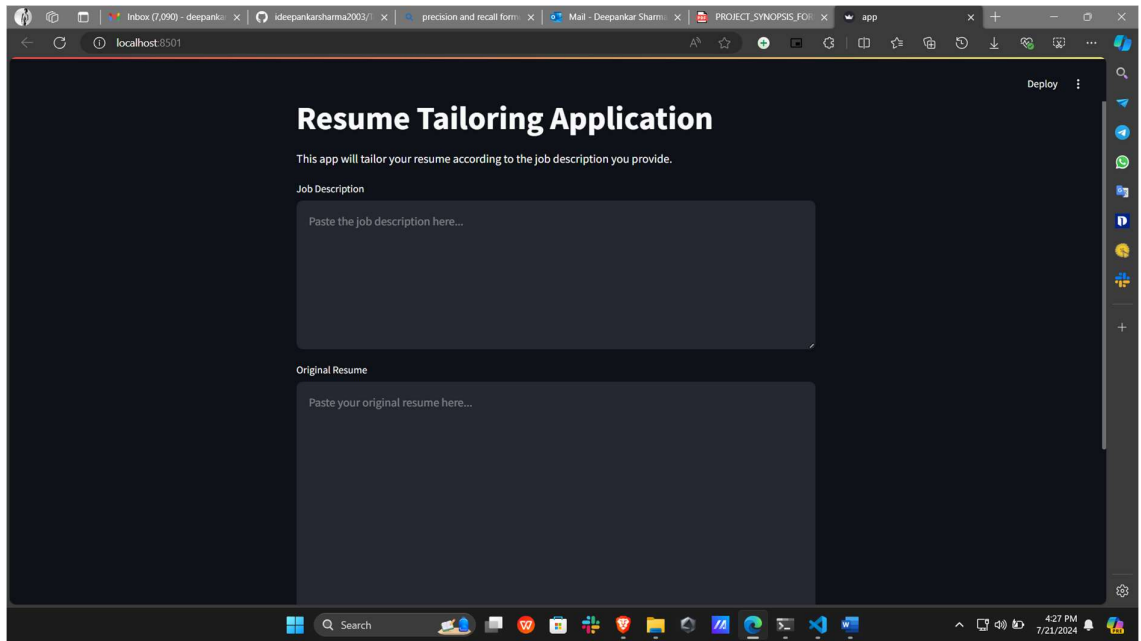 Inbox (7,090) - deepanka
ideepankarsharma2003/
precision and recall form
Mail - Deepankar Sharma
PROJECT_SYNOPSIS_FOR
app
localhost:8501
Deploy
Resume Tailoring Application
This app will tailor your resume according to the job description you provide.
Job Description
Paste the job description here...
Original Resume
Paste your original resume here...
Search
4:27 PM
7/21/2024